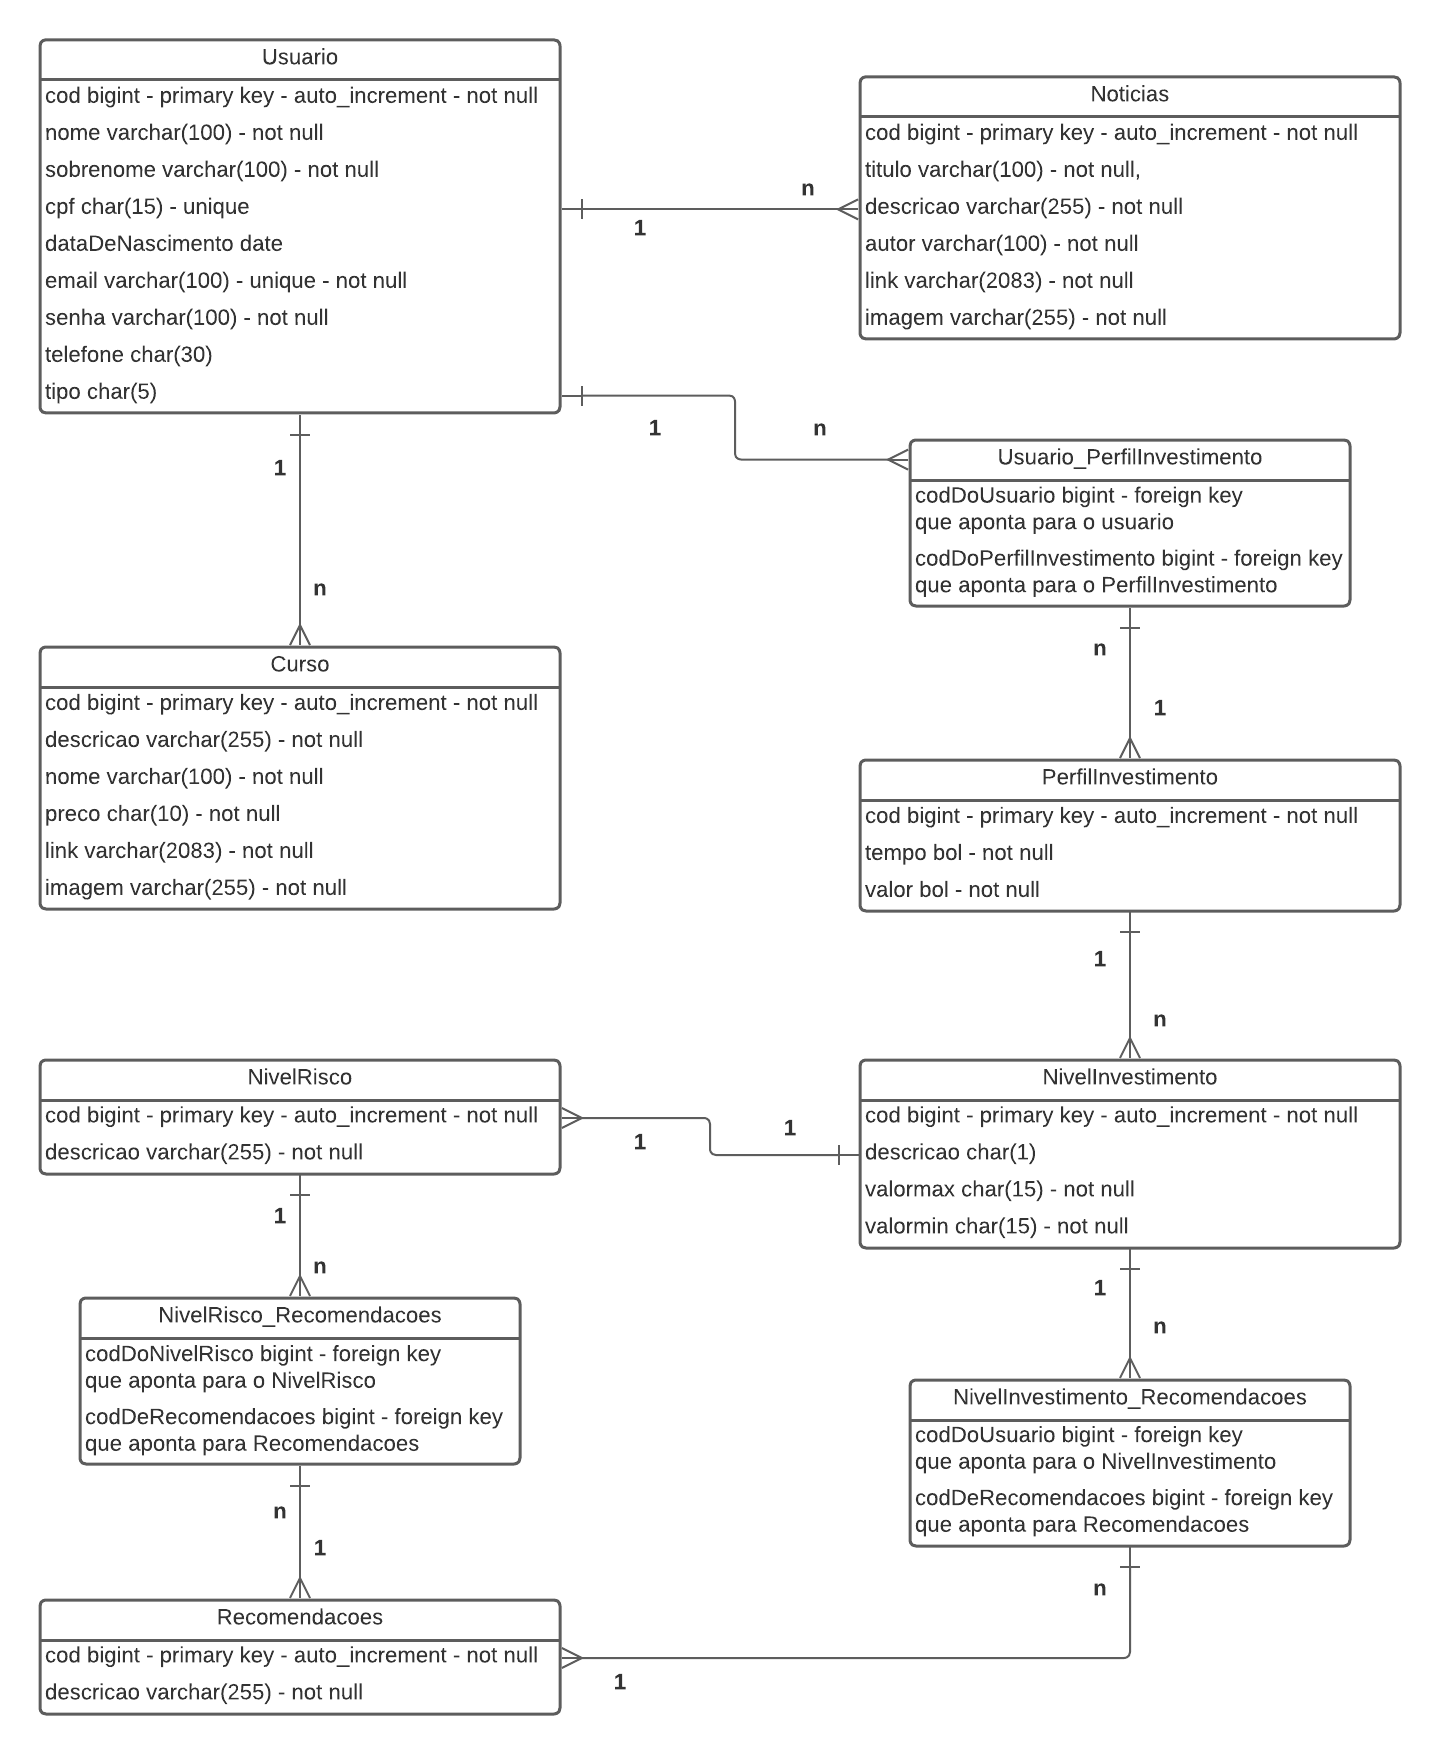 Usuario
cod bigint - primary key - auto_increment - not null
nome varchar(100) - not null
sobrenome varchar(100) - not null
cpf char(15) - unique
dataDeNascimento date
email varchar(100) - unique - not null
senha varchar(100) - not null
telefone char(30)
tipo char(5)
Noticias
cod bigint - primary key - auto_increment - not null
titulo varchar(100) - not null,
descricao varchar(255) - not null
autor varchar(100) - not null
link varchar(2083) - not null
imagem varchar(255) - not null
n
1
1
n
Usuario_PerfilInvestimento
codDoUsuario bigint - foreign key
que aponta para o usuario
codDoPerfilInvestimento bigint - foreign key
que aponta para o PerfilInvestimento
1
n
Curso
cod bigint - primary key - auto_increment - not null
descricao varchar(255) - not null
nome varchar(100) - not null
preco char(10) - not null
link varchar(2083) - not null
imagem varchar(255) - not null
n
1
PerfilInvestimento
cod bigint - primary key - auto_increment - not null
tempo bol - not null
valor bol - not null
1
n
NivelRisco
cod bigint - primary key - auto_increment - not null
descricao varchar(255) - not null
1
1
NivelInvestimento
cod bigint - primary key - auto_increment - not null
descricao char(1)
valormax char(15) - not null
valormin char(15) - not null
1
n
NivelRisco_Recomendacoes
codDoNivelRisco bigint - foreign key
que aponta para o NivelRisco
codDeRecomendacoes bigint - foreign key
que aponta para Recomendacoes
1
n
NivelInvestimento_Recomendacoes
codDoUsuario bigint - foreign key
que aponta para o NivelInvestimento
codDeRecomendacoes bigint - foreign key
que aponta para Recomendacoes
n
1
Recomendacoes
cod bigint - primary key - auto_increment - not null
descricao varchar(255) - not null
n
1